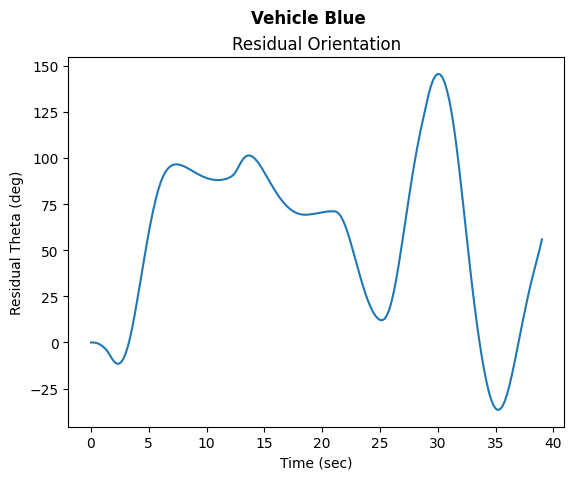 Vehicle Blue
Residual Orientation
150
125
100
75
50
25
0
−25
Residual Theta (deg)
0 5 10 15 20 25 30 35 40
Time (sec)